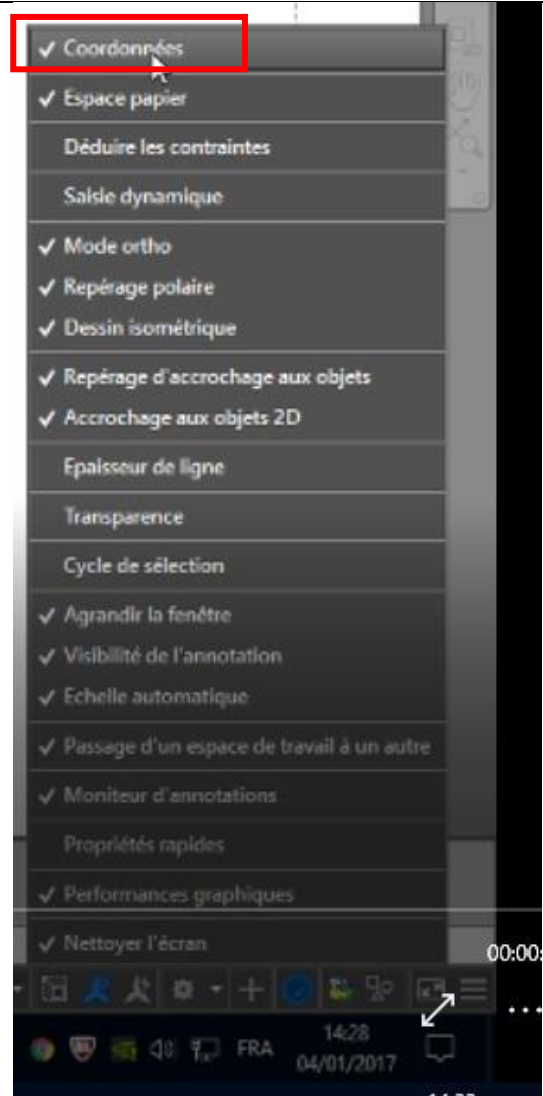 Coordonnées
Espace papier
Déduire les contraintes
Saisie dynamique
Mode ortho
Repérage polaire
Dessin isométrique
Repérage d'accrochage aux objets
Accrochage aux objets 2D
Epaisseur de ligne
Transparence
Cycle de sélection
Agrandir la fenêtre
Visibilité de l'annotation
Echelle automatique
Passage d'un espace de travail à un autre
Moniteur d'annotations
Propriétés rapides
Performances graphiques
Nettoyer l'écran
00:00:
FRA
14:28
04/01/2017